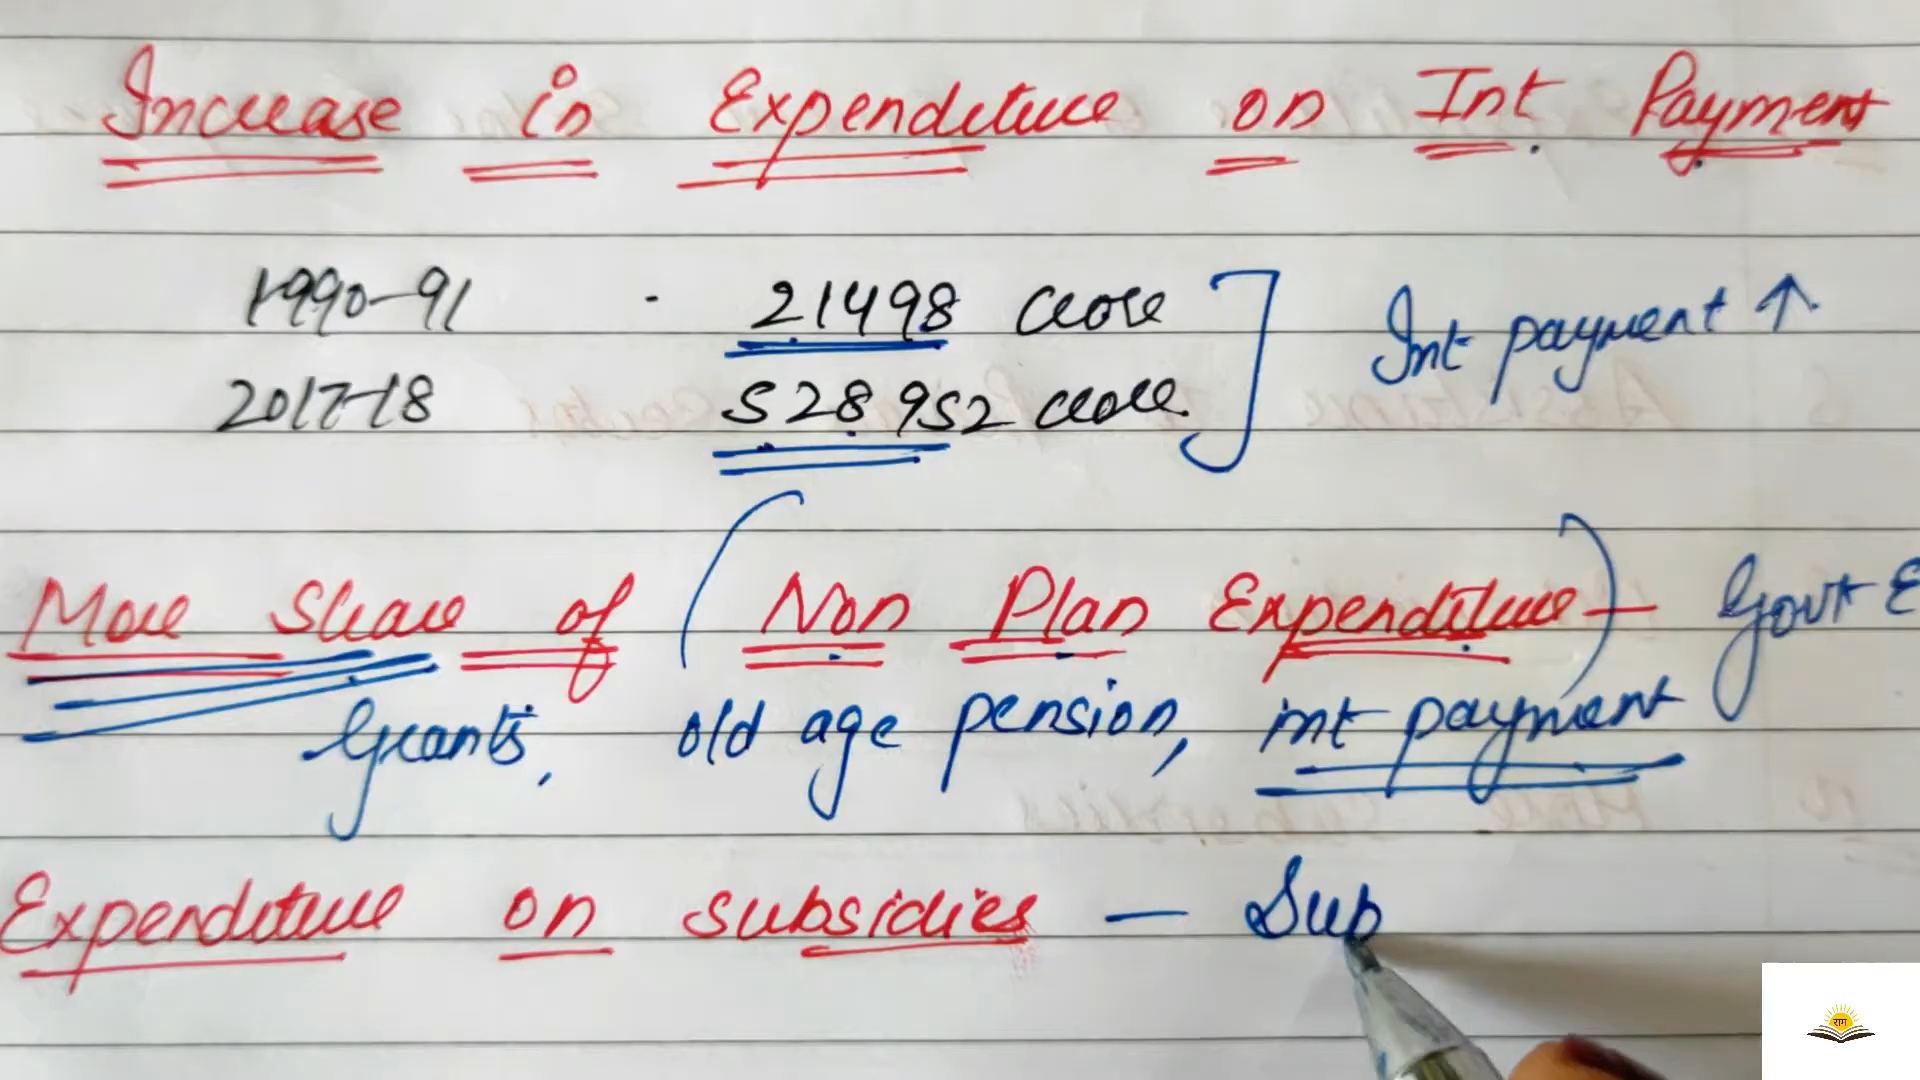 Increase in Expenditure on Int Payment
1990-91 21498 crore
Int payment ↑
2017-18 528952 crore
More Share of (Non Plan Expenditure) — Govt E
Grants, old age pension, int payment
Expenditure on subsidies — Sub
राम